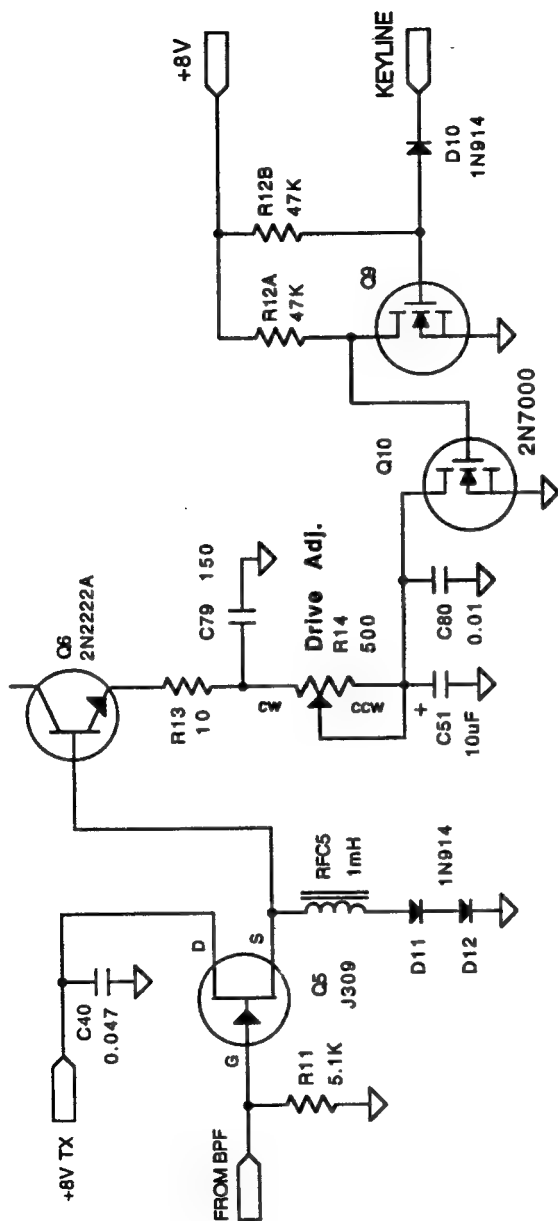 +8V TX
C40
0.047
FROM BPF
R11
5.1K
G
D
S
Q5
J309
RFC5
1mH
D11
D12
1N914
Q6
2N2222A
R13
10
C79
150
CW
CCW
Drive Adj.
R14
500
+
C51
10uF
C80
0.01
Q10
2N7000
Q9
R12A
47K
R12B
47K
+8V
KEYLINE
D10
1N914